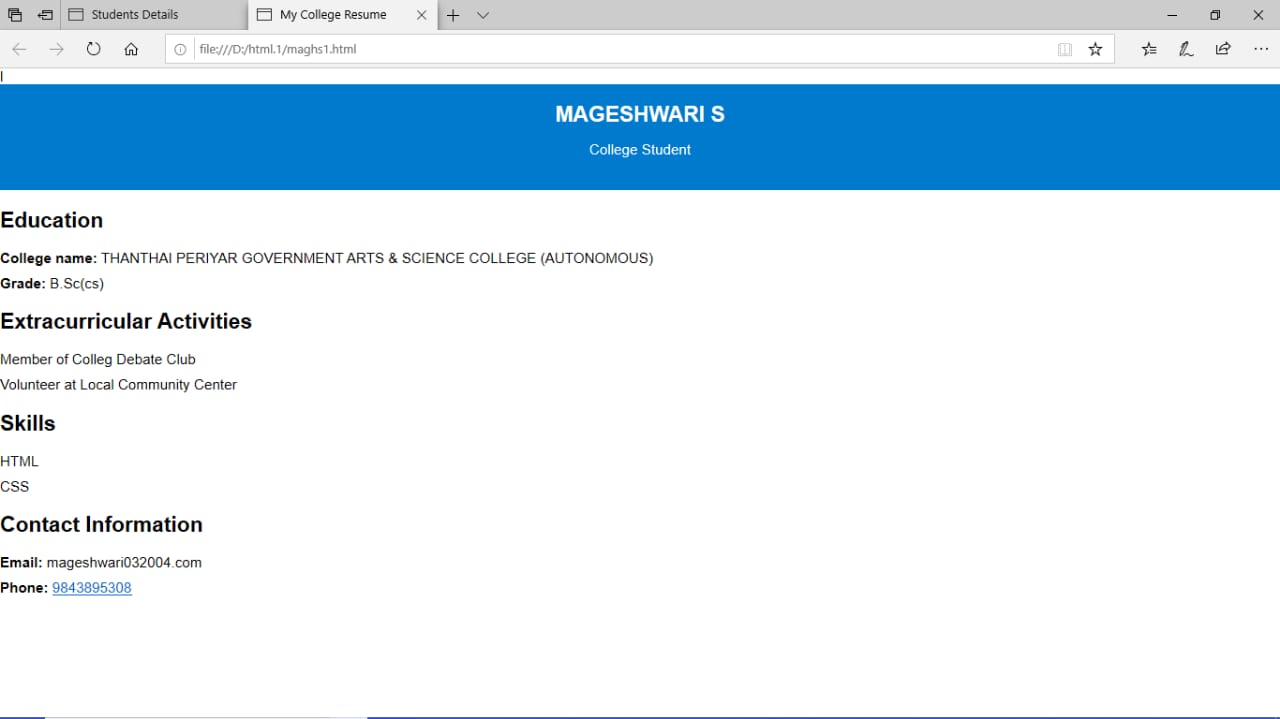 Students Details
My College Resume
file:///D:/html.1/maghs1.html
l
MAGESHWARI S
College Student
Education
College name: THANTHAI PERIYAR GOVERNMENT ARTS & SCIENCE COLLEGE (AUTONOMOUS)
Grade: B.Sc(cs)
Extracurricular Activities
Member of Colleg Debate Club
Volunteer at Local Community Center
Skills
HTML
CSS
Contact Information
Email: mageshwari032004.com
Phone: 9843895308